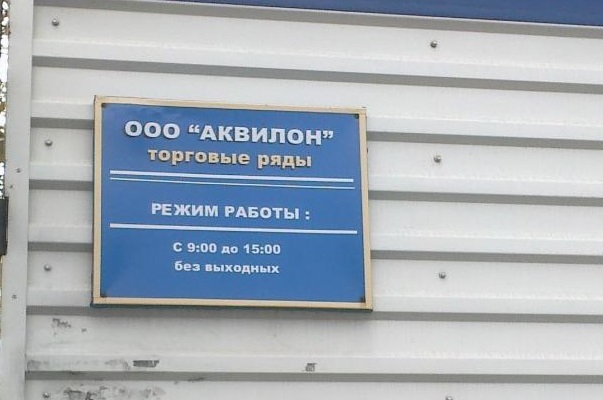 ООО "АКВИЛОН"
торговые ряды
РЕЖИМ РАБОТЫ :
С 9:00 до 15:00
без выходных